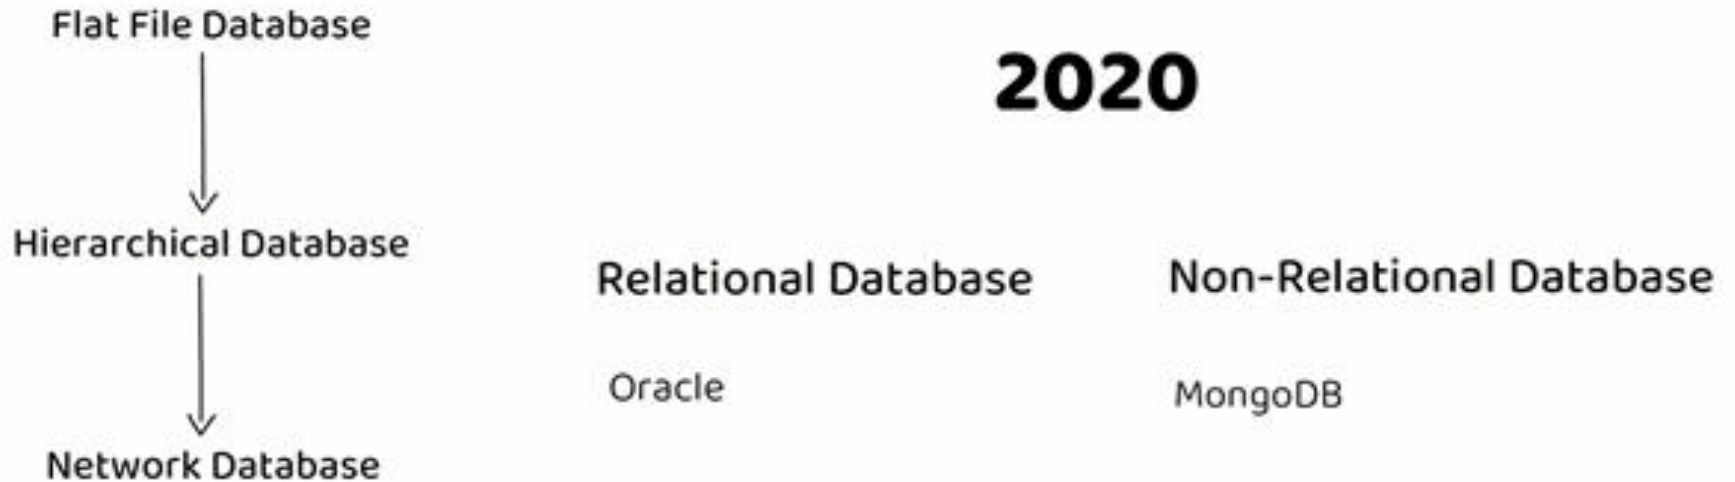 Flat File Database
Hierarchical Database
Network Database
2020
Relational Database
Oracle
Non-Relational Database
MongoDB